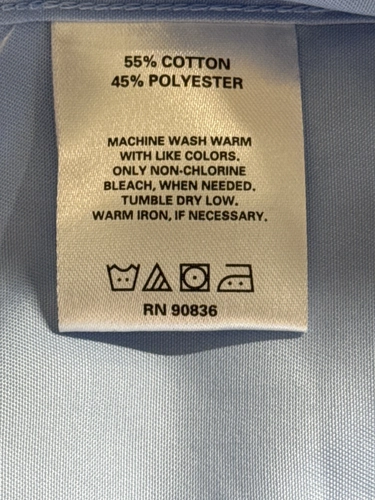 55% COTTON
45% POLYESTER
MACHINE WASH WARM
WITH LIKE COLORS.
ONLY NON-CHLORINE
BLEACH, WHEN NEEDED.
TUMBLE DRY LOW.
WARM IRON, IF NECESSARY.
RN 90836